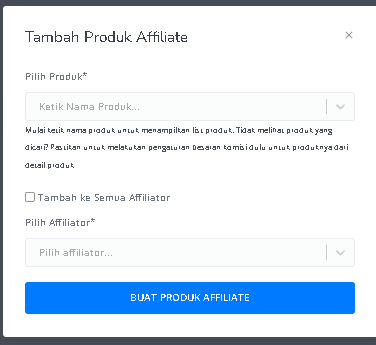 Tambah Produk Affiliate
×
Pilih Produk*
Ketik Nama Produk...
Mulai ketik nama produk untuk menampilkan list produk. Tidak melihat produk yang
dicari? Pastikan untuk melakukan pengaturan besaran komisi dulu untuk produknya dari
detail produk
Tambah ke Semua Affiliator
Pilih Affiliator*
Pilih affiliator...
BUAT PRODUK AFFILIATE